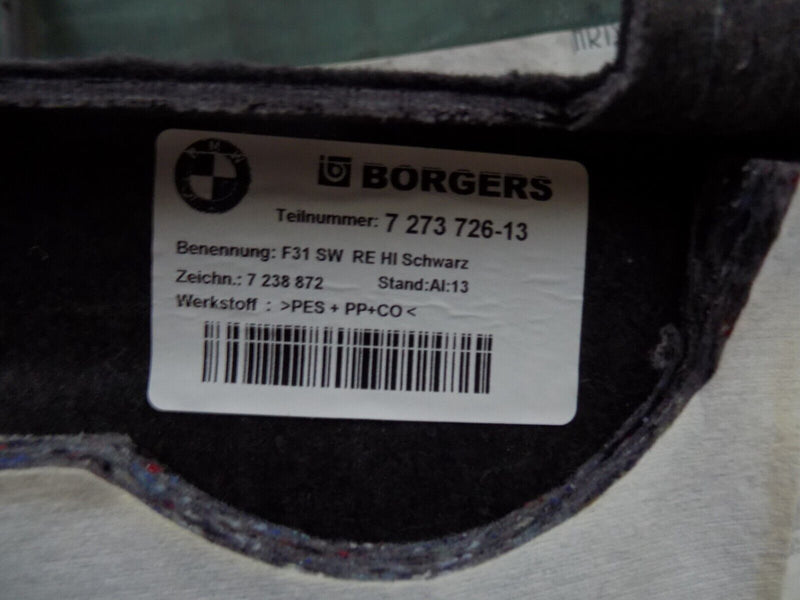 BMW
BORGERS
Teilnummer: 7 273 726-13
Benennung: F31 SW RE HI Schwarz
Zeichn.: 7 238 872 Stand:AI:13
Werkstoff : >PES + PP+CO<